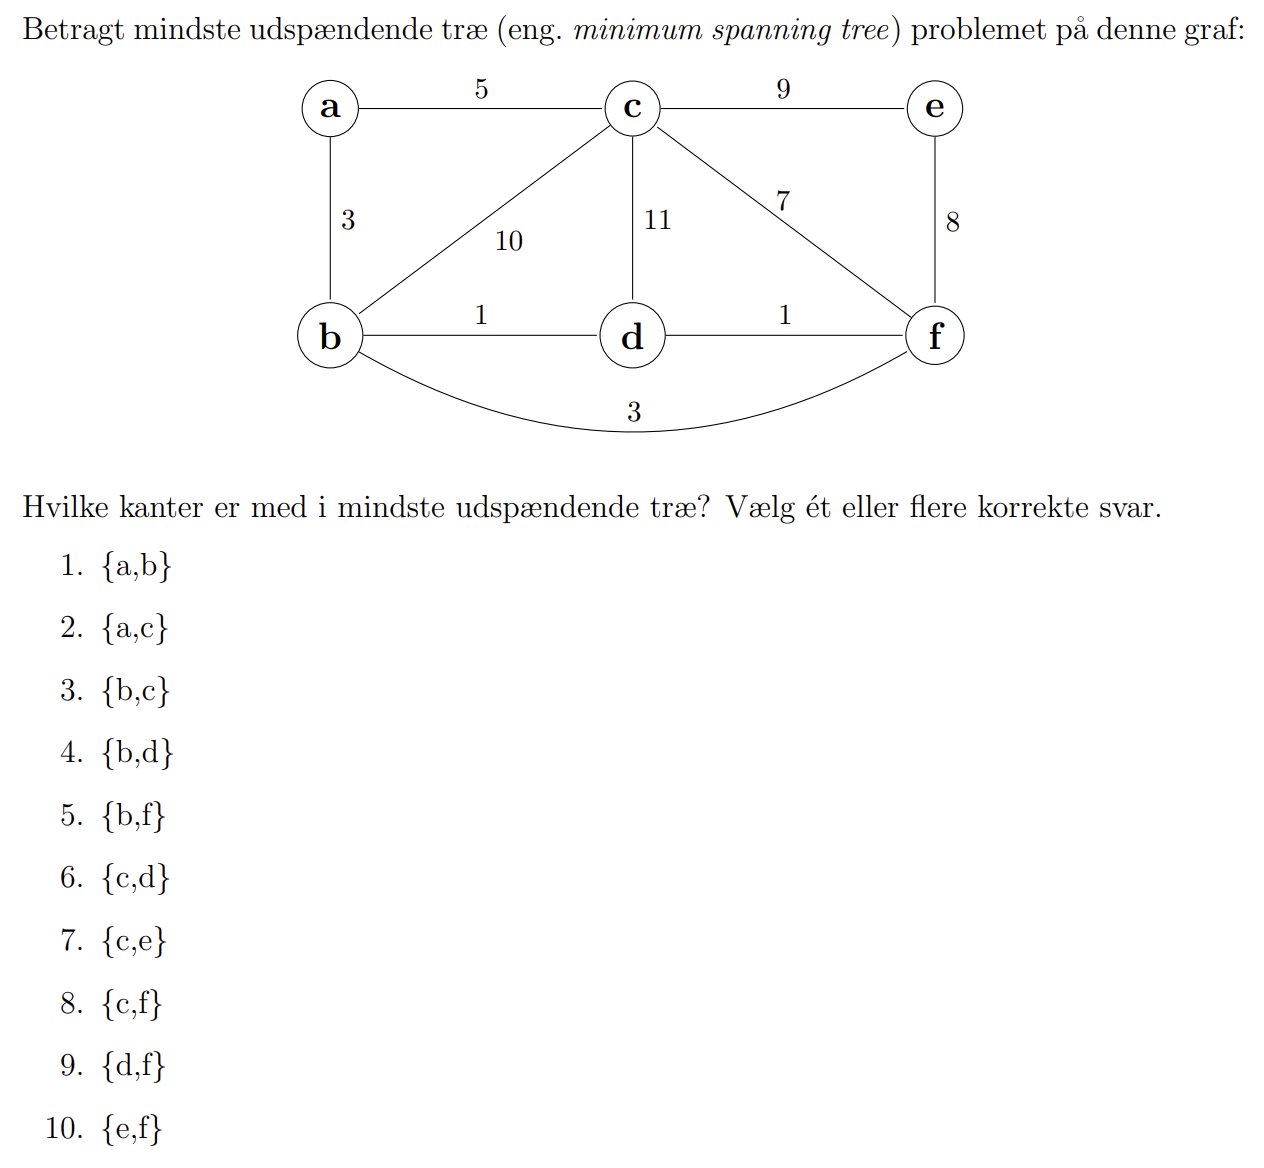 Betragt mindste udspændende træ (eng. minimum spanning tree) problemet på denne graf:
5 9
a c e
3 10 11 7 8
1 1
b d f
3
Hvilke kanter er med i mindste udspændende træ? Vælg ét eller flere korrekte svar.
1. {a,b}
2. {a,c}
3. {b,c}
4. {b,d}
5. {b,f}
6. {c,d}
7. {c,e}
8. {c,f}
9. {d,f}
10. {e,f}